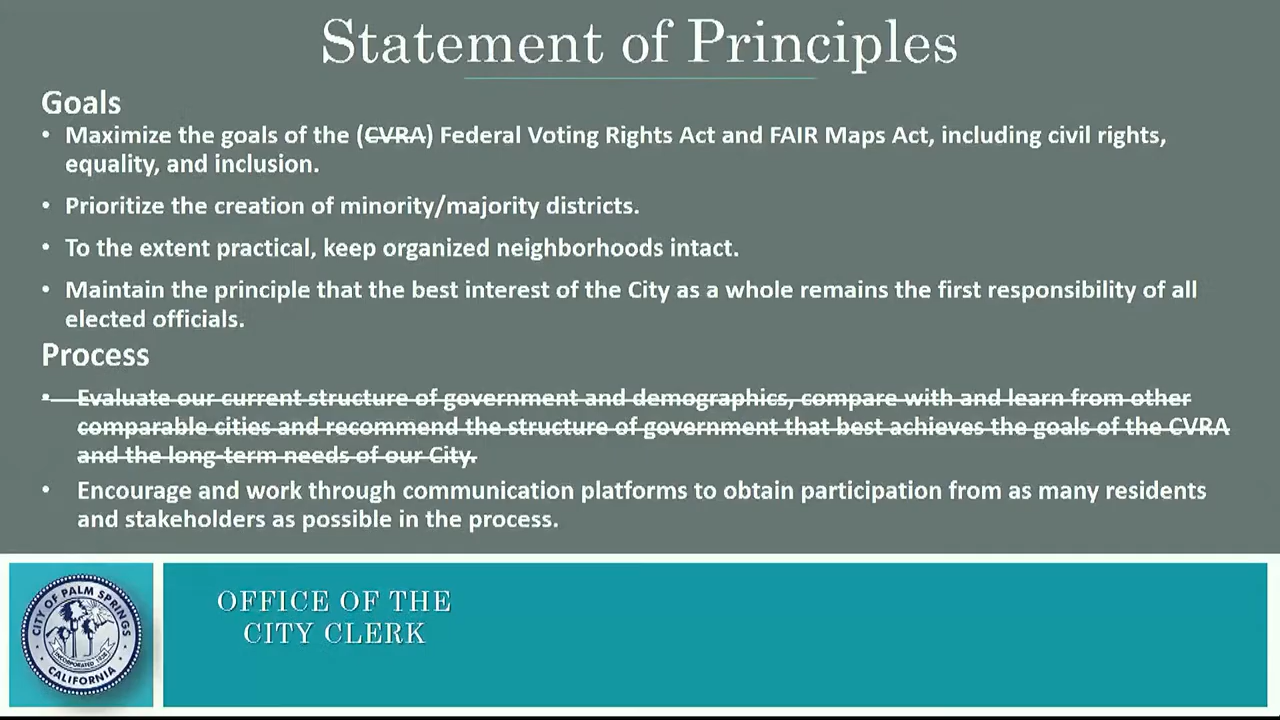 Statement of Principles
Goals
• Maximize the goals of the (CVRA) Federal Voting Rights Act and FAIR Maps Act, including civil rights,
equality, and inclusion.
• Prioritize the creation of minority/majority districts.
• To the extent practical, keep organized neighborhoods intact.
• Maintain the principle that the best interest of the City as a whole remains the first responsibility of all
elected officials.
Process
• Evaluate our current structure of government and demographics, compare with and learn from other
comparable cities and recommend the structure of government that best achieves the goals of the CVRA
and the long-term needs of our City.
• Encourage and work through communication platforms to obtain participation from as many residents
and stakeholders as possible in the process.
CITY OF PALM SPRINGS
CALIFORNIA
OFFICE OF THE
CITY CLERK